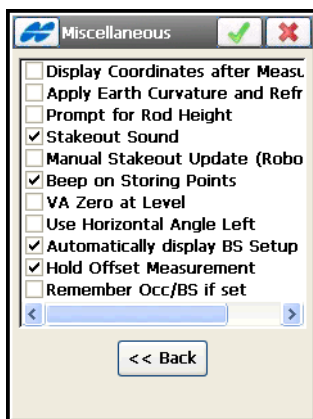 Miscellaneous
Display Coordinates after Measu
Apply Earth Curvature and Refr
Prompt for Rod Height
Stakeout Sound
Manual Stakeout Update (Robo
Beep on Storing Points
VA Zero at Level
Use Horizontal Angle Left
Automatically display BS Setup
Hold Offset Measurement
Remember Occ/BS if set
<< Back